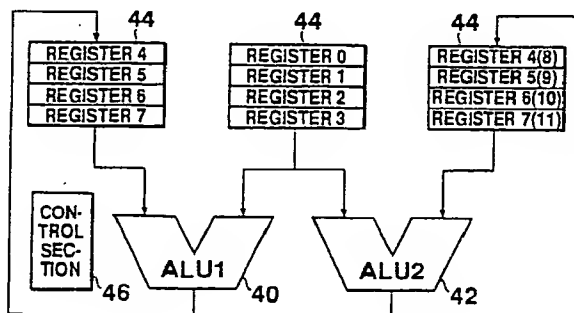 44
44
44
REGISTER 4
REGISTER 5
REGISTER 6
REGISTER 7
REGISTER 0
REGISTER 1
REGISTER 2
REGISTER 3
REGISTER 4(8)
REGISTER 5(9)
REGISTER 6(10)
REGISTER 7(11)
CON-
TROL
SEC-
TION
46
ALU1
40
ALU2
42